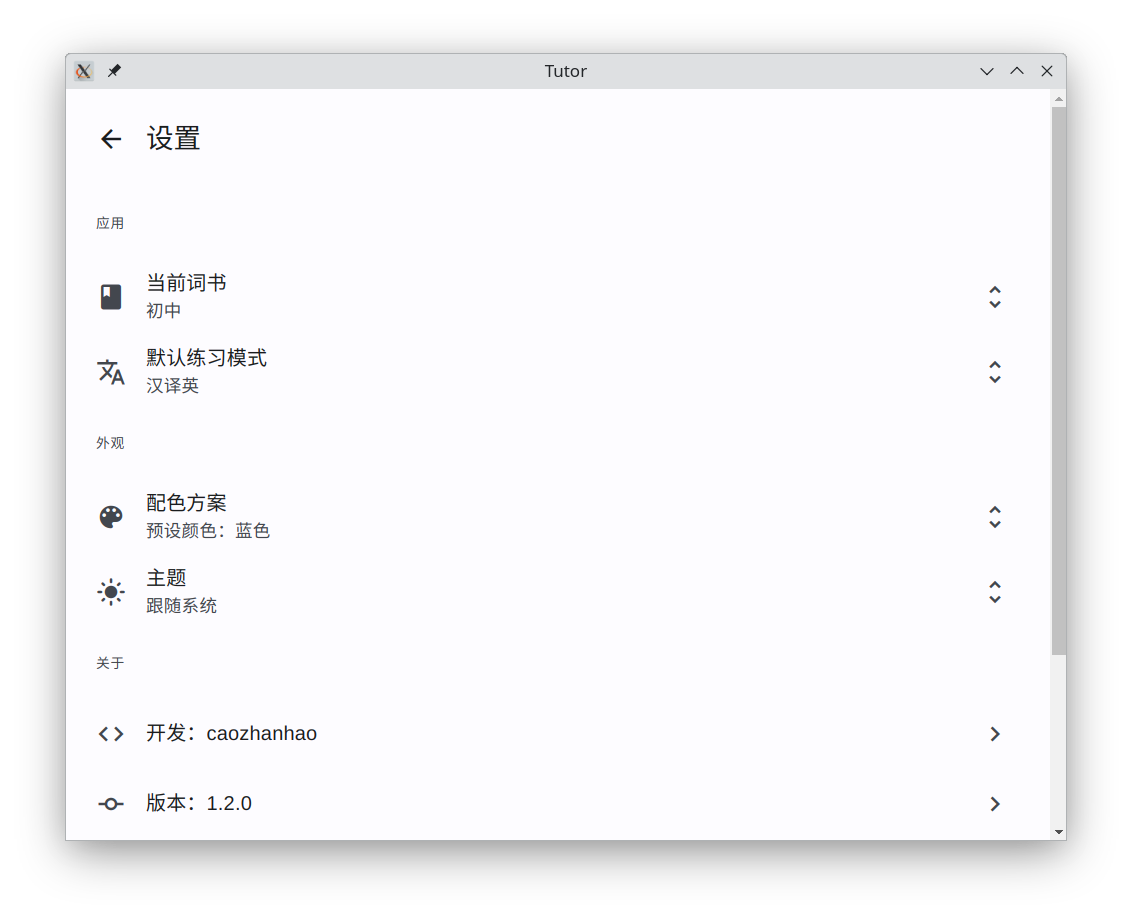 Tutor
设置
应用
当前词书
初中
默认练习模式
汉译英
外观
配色方案
预设颜色：蓝色
主题
跟随系统
关于
开发：caozhanhao
版本：1.2.0